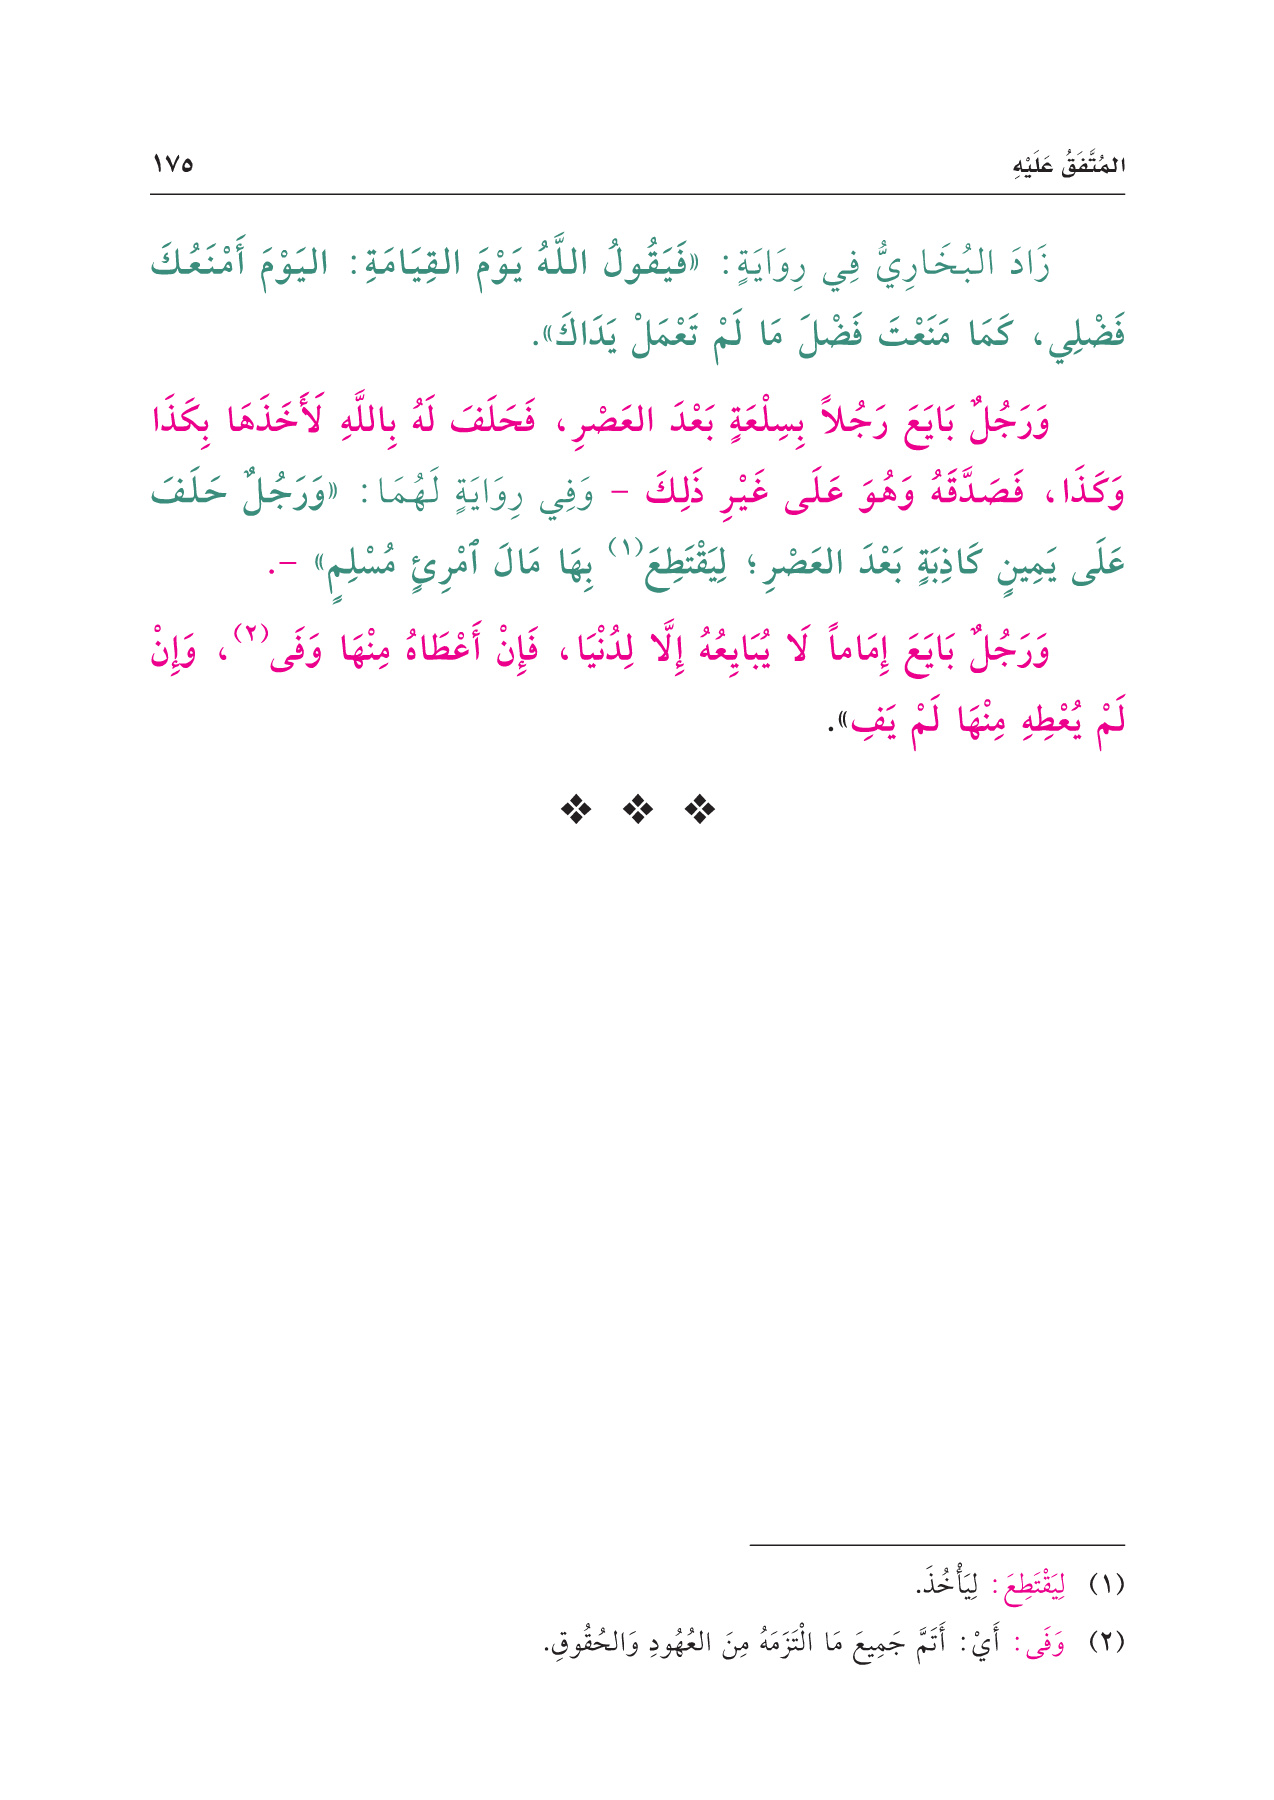 المُتَّفَقُ عَلَيْهِ ١٧٥
زَادَ البُخَارِيُّ فِي رِوَايَةٍ: «فَيَقُولُ اللَّهُ يَوْمَ القِيَامَةِ: اليَوْمَ أَمْنَعُكَ
فَضْلِي، كَمَا مَنَعْتَ فَضْلَ مَا لَمْ تَعْمَلْ يَدَاكَ».
وَرَجُلٌ بَايَعَ رَجُلاً بِسِلْعَةٍ بَعْدَ العَصْرِ، فَحَلَفَ لَهُ بِاللَّهِ لَأَخَذَهَا بِكَذَا
وَكَذَا، فَصَدَّقَهُ وَهُوَ عَلَى غَيْرِ ذَلِكَ - وَفِي رِوَايَةٍ لَهُمَا: «وَرَجُلٌ حَلَفَ
عَلَى يَمِينٍ كَاذِبَةٍ بَعْدَ العَصْرِ؛ لِيَقْتَطِعَ(١) بِهَا مَالَ ٱمْرِئٍ مُسْلِمٍ» -.
وَرَجُلٌ بَايَعَ إِمَاماً لَا يُبَايِعُهُ إِلَّا لِدُنْيَا، فَإِنْ أَعْطَاهُ مِنْهَا وَفَى(٢)، وَإِنْ
لَمْ يُعْطِهِ مِنْهَا لَمْ يَفِ».
❖ ❖ ❖
(١) لِيَقْتَطِعَ: لِيَأْخُذَ.
(٢) وَفَى: أَيْ: أَتَمَّ جَمِيعَ مَا الْتَزَمَهُ مِنَ العُهُودِ وَالحُقُوقِ.